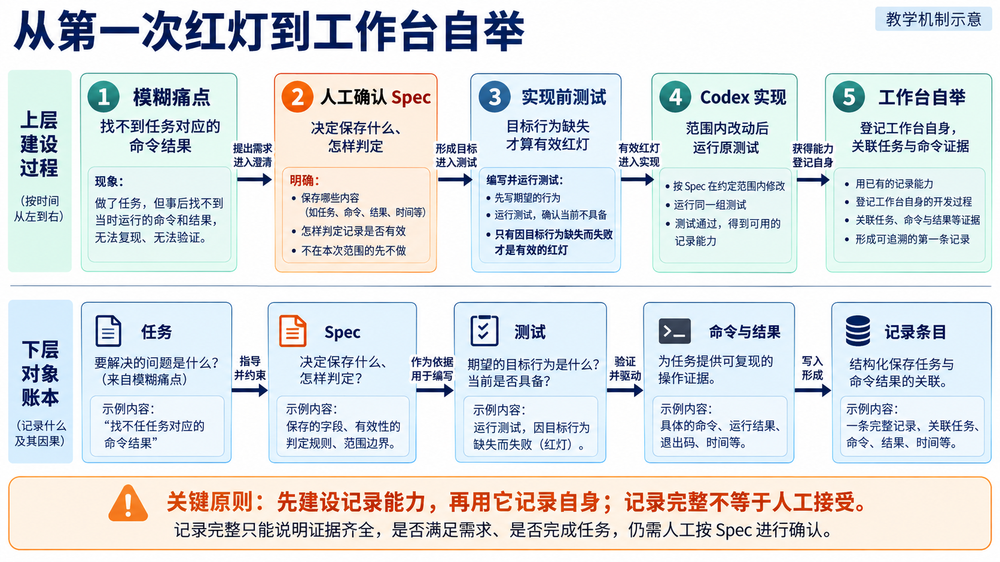 从第一次红灯到工作台自举
教学机制示意
上层
建设
过程
（按时间
从左到右）
1 模糊痛点
找不到任务对应的
命令结果
现象：
做了任务，但事后找不到
当时运行的命令和结果，
无法复现、无法验证。
提出需求
进入澄清
2 人工确认 Spec
决定保存什么、
怎样判定
明确：
• 保存哪些内容
（如任务、命令、结果、时间等）
• 怎样判定记录是否有效
• 不在本次范围的先不做
形成目标
进入测试
3 实现前测试
目标行为缺失
才算有效红灯
编写并运行测试：
• 先写期望的行为
• 运行测试，确认当前不具备
• 只有因目标行为缺失而失败
才是有效的红灯
有效红灯
进入实现
4 Codex 实现
范围内改动后
运行原测试
• 按 Spec 在约定范围内修改
• 运行同一组测试
• 测试通过，得到可用的
记录能力
获得能力
登记自身
5 工作台自举
登记工作台自身，
关联任务与命令证据
• 用已有的记录能力
• 登记工作台自身的开发过程
• 关联任务、命令与结果等证据
• 形成可追溯的第一条记录
下层
对象
账本
（记录什么
及其因果）
任务
要解决的问题是什么？
（来自模糊痛点）
示例内容：
“找不任任务对应的
命令结果”
指导
并约束
Spec
决定保存什么、
怎样判定？
示例内容：
保存的字段、有效性的
判定规则、范围边界。
作为依据
用于编写
测试
期望的目标行为是什么？
当前是否具备？
示例内容：
运行测试，因目标行为
缺失而失败（红灯）。
验证
并驱动
命令与结果
为任务提供可复现的
操作证据。
示例内容：
具体的命令、运行结果、
退出码、时间等。
写入
形成
记录条目
结构化保存任务与
命令结果的关联。
示例内容：
一条完整记录、关联任务、
命令、结果、时间等。
关键原则：先建设记录能力，再用它记录自身；记录完整不等于人工接受。
记录完整只能说明证据齐全，是否满足需求、是否完成任务，仍需人工按 Spec 进行确认。